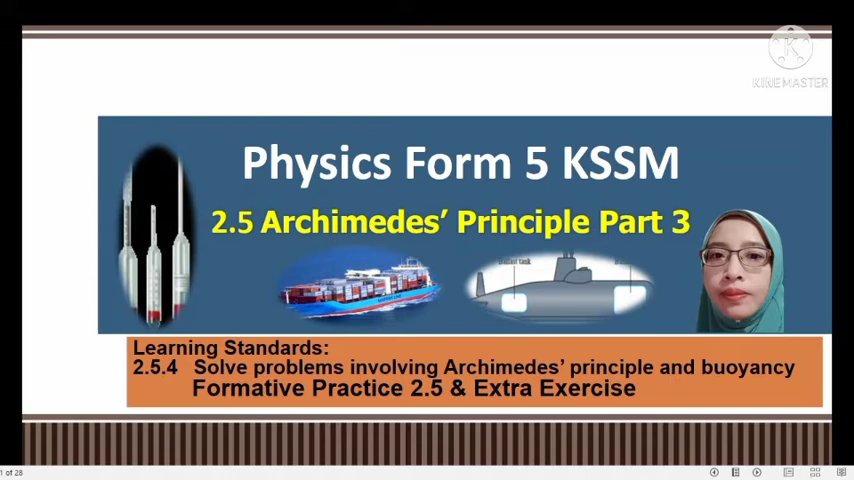 K
KINEMASTER
Physics Form 5 KSSM
2.5 Archimedes’ Principle Part 3
Learning Standards:
2.5.4 Solve problems involving Archimedes’ principle and buoyancy
Formative Practice 2.5 & Extra Exercise
1 of 28